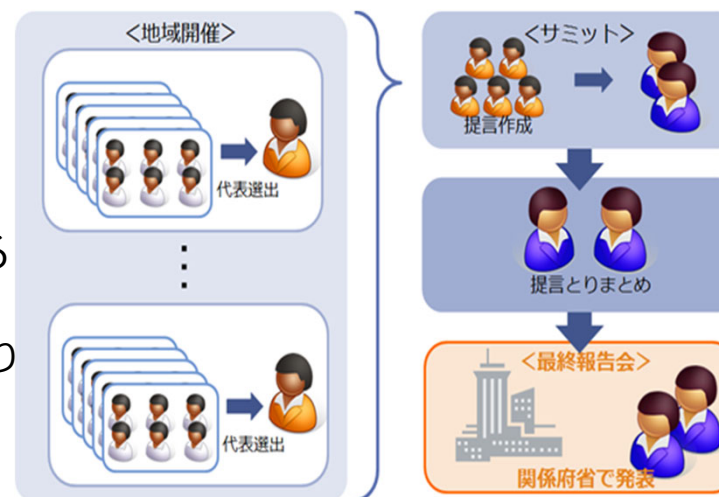 <地域開催>
代表選出
代表選出
る
の
<サミット>
提言作成
提言とりまとめ
<最終報告会>
関係府省で発表